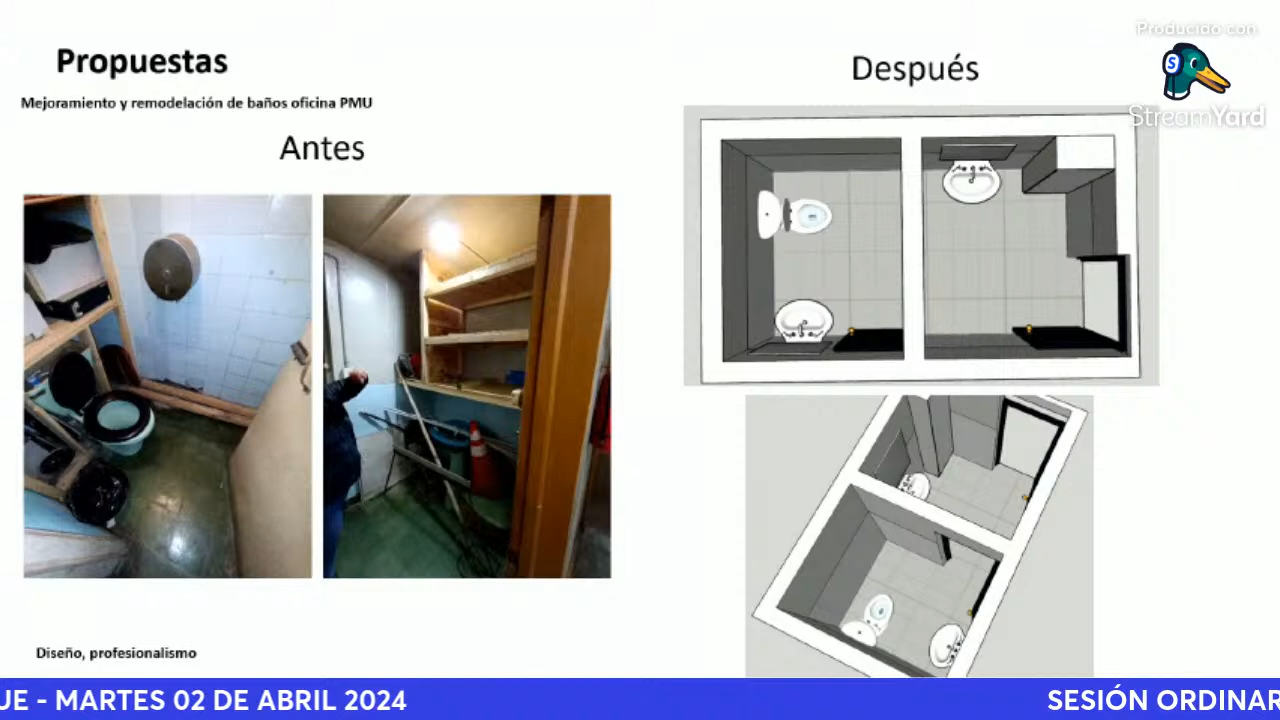 Propuestas
Mejoramiento y remodelación de baños oficina PMU
Antes
Después
Producido con
S
StreamYard
Diseño, profesionalismo
UE - MARTES 02 DE ABRIL 2024
SESIÓN ORDINAR